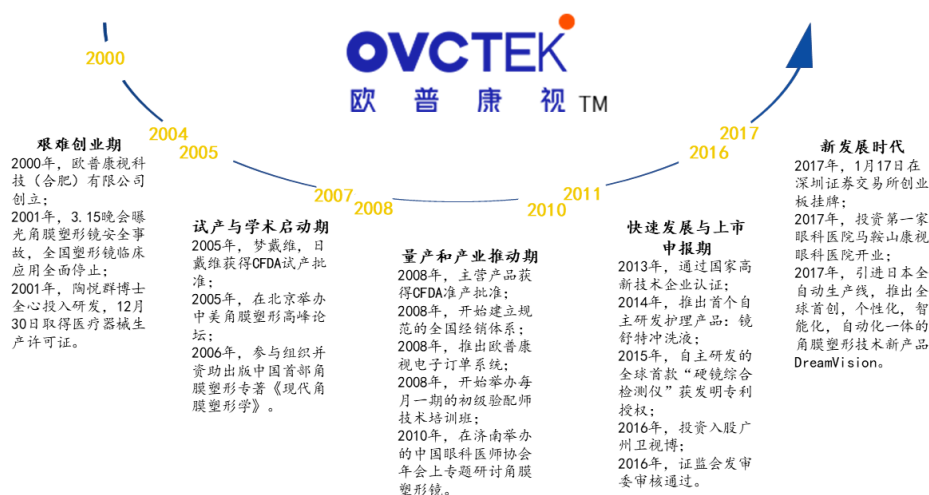 OVCTEK
欧普康视 TM
2000
2004
2005
2007
2008
2010
2011
2016
2017
艰难创业期
2000年，欧普康视科
技（合肥）有限公司
创立；
2001年，3.15晚会曝
光角膜塑形镜安全事
故，全国塑形镜临床
应用全面停止；
2001年，陶悦群博士
全心投入研发，12月
30日取得医疗器械生
产许可证。
试产与学术启动期
2005年，梦戴维，日
戴维获得CFDA试产批
准；
2005年，在北京举办
中美角膜塑形高峰论
坛；
2006年，参与组织并
资助出版中国首部角
膜塑形专著《现代角
膜塑形学》。
量产和产业推动期
2008年，主营产品获
得CFDA准产批准；
2008年，开始建立规
范的全国经销体系；
2008年，推出欧普康
视电子订单系统；
2008年，开始举办每
月一期的初级验配师
技术培训班；
2010年，在济南举办
的中国眼科医师协会
年会上专题研讨角膜
塑形镜。
快速发展与上市
申报期
2013年，通过国家高
新技术企业认证；
2014年，推出首个自
主研发护理产品：镜
舒特冲洗液；
2015年，自主研发的
全球首款“硬镜综合
检测仪”获发明专利
授权；
2016年，投资入股广
州卫视博；
2016年，证监会发审
委审核通过。
新发展时代
2017年，1月17日在
深圳证券交易所创业
板挂牌；
2017年，投资第一家
眼科医院马鞍山康视
眼科医院开业；
2017年，引进日本全
自动生产线，推出全
球首创，个性化，智
能化，自动化一体的
角膜塑形技术新产品
DreamVision。